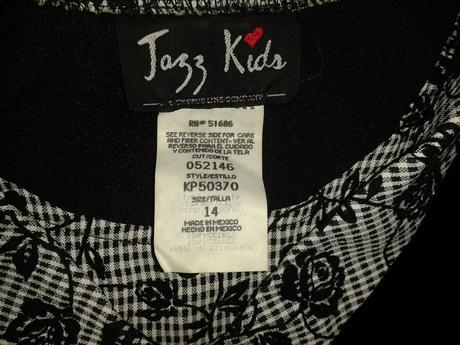 Jazz Kids
RN# 51686
SEE REVERSE SIDE FOR CARE
AND FIBER CONTENT-VER AL
REVERSO PARA EL CUIDADO
Y CONTENIDO DE LA TELA
CUT/CORTE
052146
STYLE/ESTILO
KP50370
SIZE/TALLA
14
MADE IN MEXICO
HECHO EN MEXICO